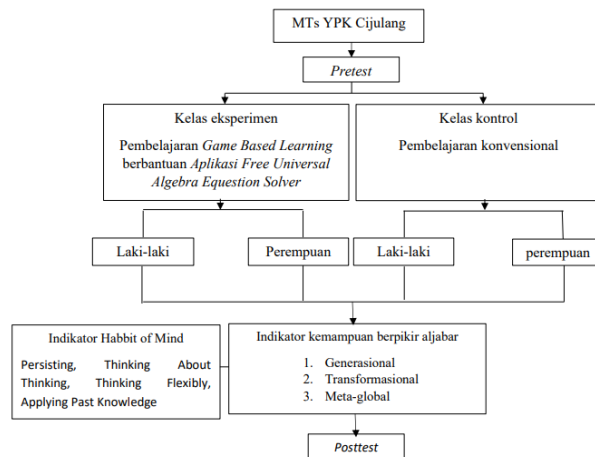 MTs YPK Cijulang
Pretest
Kelas eksperimen
Pembelajaran Game Based Learning
berbantuan Aplikasi Free Universal
Algebra Equestion Solver
Kelas kontrol
Pembelajaran konvensional
Laki-laki
Perempuan
Laki-laki
perempuan
Indikator Habbit of Mind
Persisting, Thinking About
Thinking, Thinking Flexibly,
Applying Past Knowledge
Indikator kemampuan berpikir aljabar
1. Generasional
2. Transformasional
3. Meta-global
Posttest